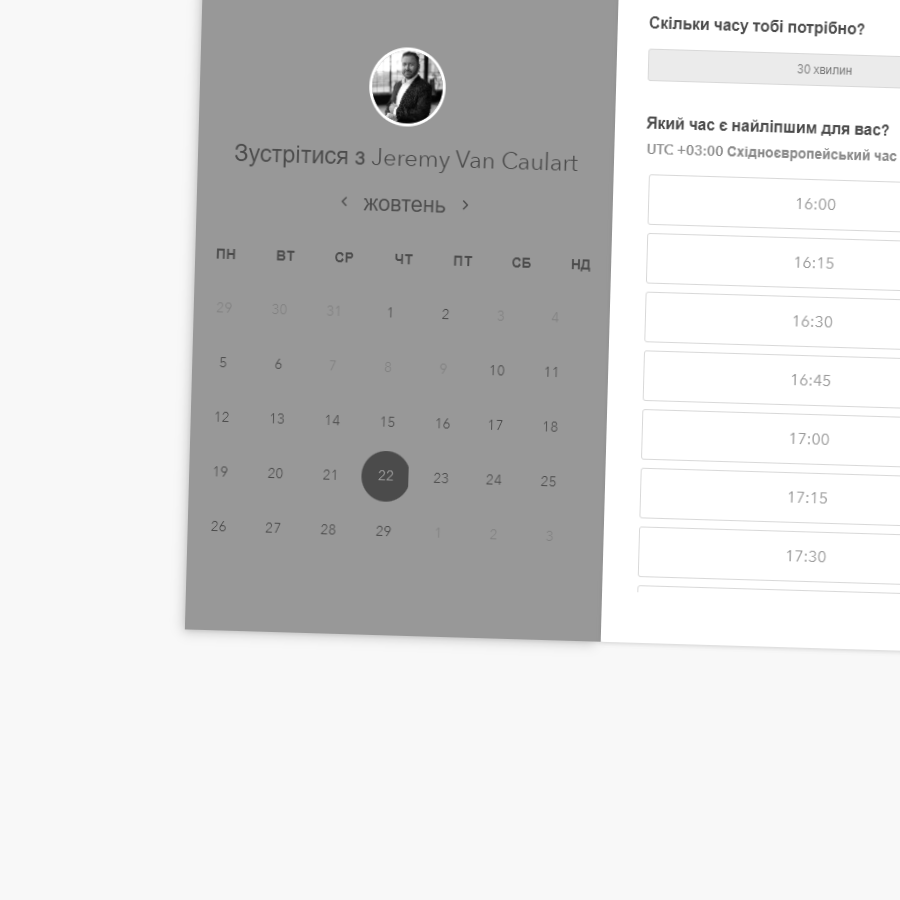 Зустрітися з Jeremy Van Caulart
‹ жовтень ›
ПН ВТ СР ЧТ ПТ СБ НД
29 30 31 1 2 3 4
5 6 7 8 9 10 11
12 13 14 15 16 17 18
19 20 21 22 23 24 25
26 27 28 29 1 2 3
Скільки часу тобі потрібно?
30 хвилин
Який час є найліпшим для вас?
UTC +03:00 Східноєвропейський час
16:00
16:15
16:30
16:45
17:00
17:15
17:30